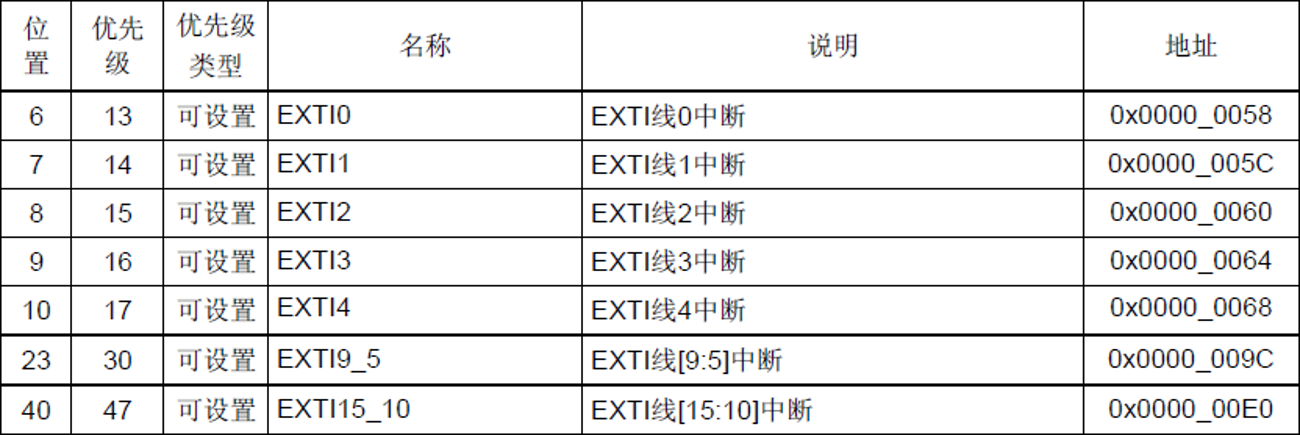 位置 优先级 优先级类型 名称 说明 地址
6 13 可设置 EXTI0 EXTI线0中断 0x0000_0058
7 14 可设置 EXTI1 EXTI线1中断 0x0000_005C
8 15 可设置 EXTI2 EXTI线2中断 0x0000_0060
9 16 可设置 EXTI3 EXTI线3中断 0x0000_0064
10 17 可设置 EXTI4 EXTI线4中断 0x0000_0068
23 30 可设置 EXTI9_5 EXTI线[9:5]中断 0x0000_009C
40 47 可设置 EXTI15_10 EXTI线[15:10]中断 0x0000_00E0